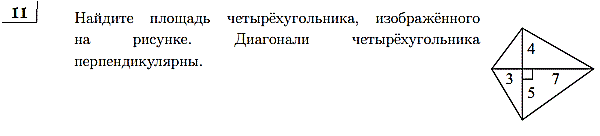 11
Найдите площадь четырёхугольника, изображённого
на рисунке. Диагонали четырёхугольника
перпендикулярны.
4
3 7
5